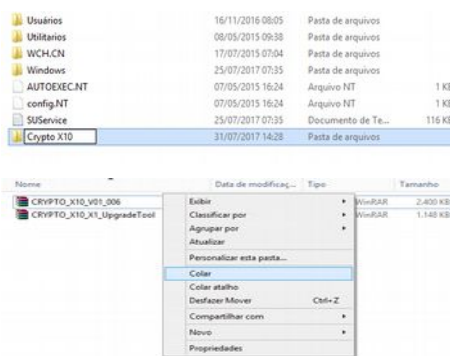 Usuários 16/11/2016 08:05 Pasta de arquivos
Utilitarios 08/05/2015 09:38 Pasta de arquivos
WCH.CN 17/07/2015 07:04 Pasta de arquivos
Windows 25/07/2017 07:35 Pasta de arquivos
AUTOEXEC.NT 07/05/2015 16:24 Arquivo NT 1 KB
config.NT 07/05/2015 16:24 Arquivo NT 1 KB
SUService 25/07/2017 07:35 Documento de Te... 116 KB
Crypto X10 31/07/2017 14:28 Pasta de arquivos
Nome Data de modificaç... Tipo Tamanho
CRYPTO_X10_V01_006 WinRAR 2.400 KB
CRYPTO_X10_X1_UpgradeTool WinRAR 1.140 KB
Exibir
Classificar por
Agrupar por
Atualizar
Personalizar esta pasta...
Colar
Colar atalho
Desfazer Mover Ctrl+Z
Compartilhar com
Novo
Propriedades